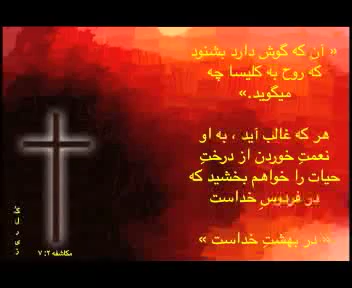 « آن که گوش دارد بشنود
که روح به کلیسا چه
میگوید.»
هر که غالب آید ، به او
نعمتِ خوردن از درختِ
حیات را خواهم بخشید که
در فردوسِ خداست
« در بهشتِ خداست »
مکاشفه ۲: ۷